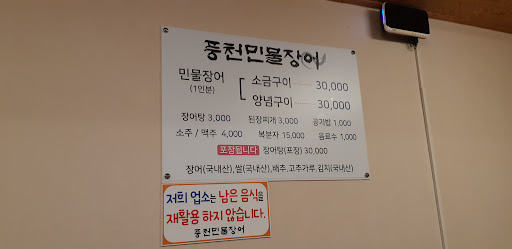 풍천민물장어
민물장어 소금구이 30,000
(1인분) 양념구이 30,000
장어탕 3,000 된장찌개 3,000 공기밥 1,000
소주 / 맥주 4,000 복분자 15,000 음료수 1,000
포장됩니다 장어탕(포장) 30,000
장어(국내산),쌀(국내산),배추,고추가루,김치(국내산)
저희 업소는 남은 음식을
재활용 하지 않습니다.
풍천민물장어